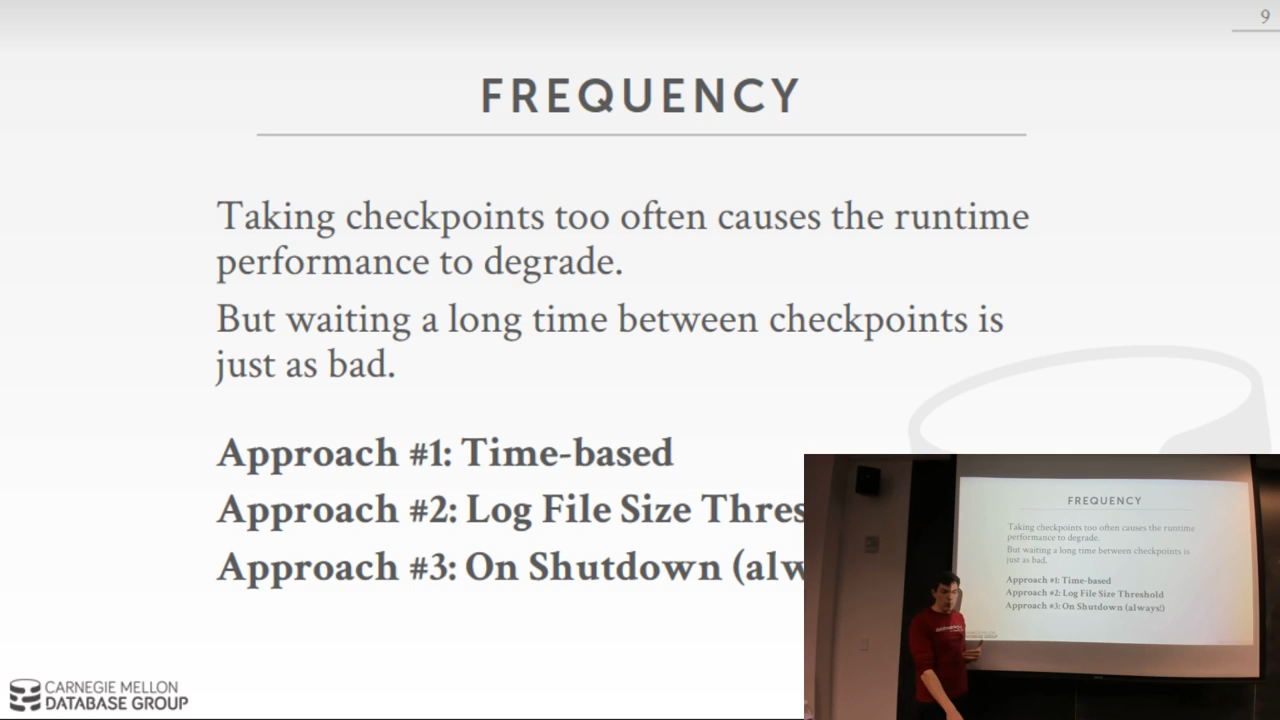 9
FREQUENCY
Taking checkpoints too often causes the runtime
performance to degrade.
But waiting a long time between checkpoints is
just as bad.
Approach #1: Time-based
Approach #2: Log File Size Thres
Approach #3: On Shutdown (alw
CARNEGIE MELLON
DATABASE GROUP
FREQUENCY
Taking checkpoints too often causes the runtime
performance to degrade.
But waiting a long time between checkpoints is
just as bad.
Approach #1: Time-based
Approach #2: Log File Size Threshold
Approach #3: On Shutdown (always!)